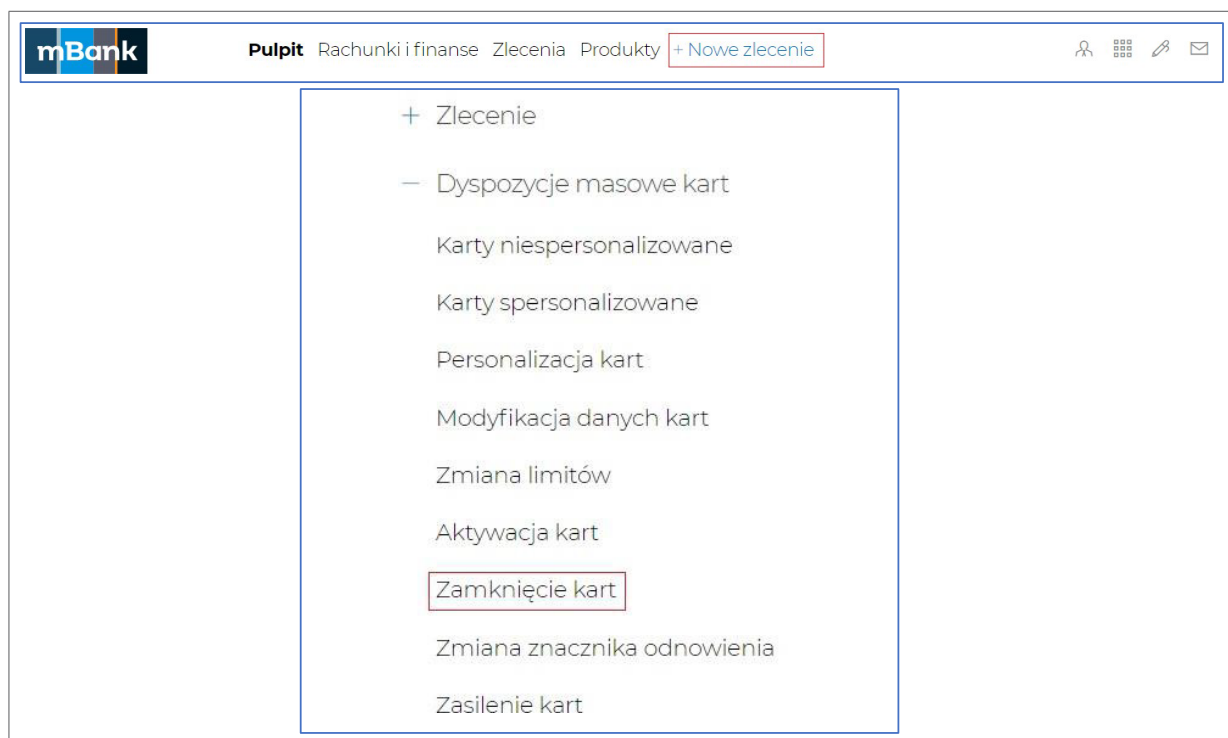 mBank Pulpit Rachunki i finanse Zlecenia Produkty + Nowe zlecenie
+ Zlecenie
– Dyspozycje masowe kart
Karty niespersonalizowane
Karty spersonalizowane
Personalizacja kart
Modyfikacja danych kart
Zmiana limitów
Aktywacja kart
Zamknięcie kart
Zmiana znacznika odnowienia
Zasilenie kart